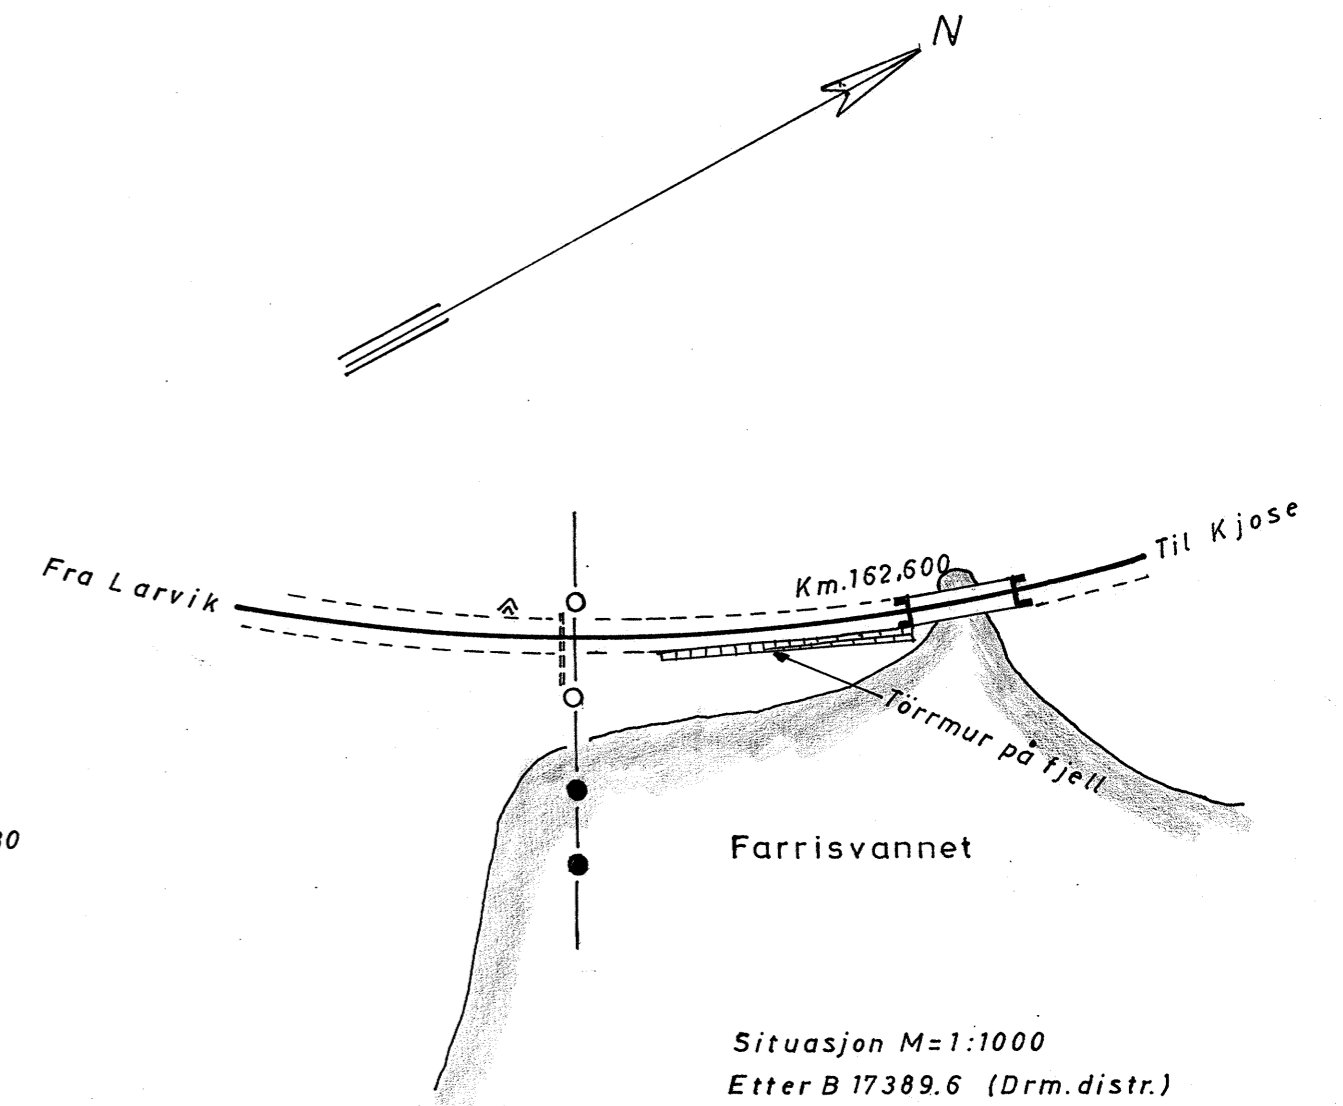 N
Fra Larvik
Km.162,600
Til Kjose
Törrmur på fjell
Farrisvannet
Situasjon M=1:1000
Etter B 17389.6 (Drm.distr.)